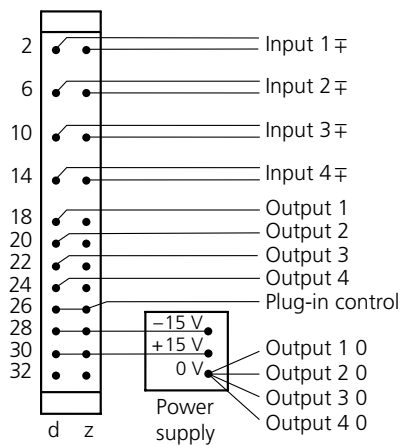 2 Input 1 ∓
6 Input 2 ∓
10 Input 3 ∓
14 Input 4 ∓
18 Output 1
20 Output 2
22 Output 3
24 Output 4
26 Plug-in control
28 −15 V
30 +15 V
32 0 V
Output 1 0
Output 2 0
Output 3 0
Output 4 0
Power
supply
d z